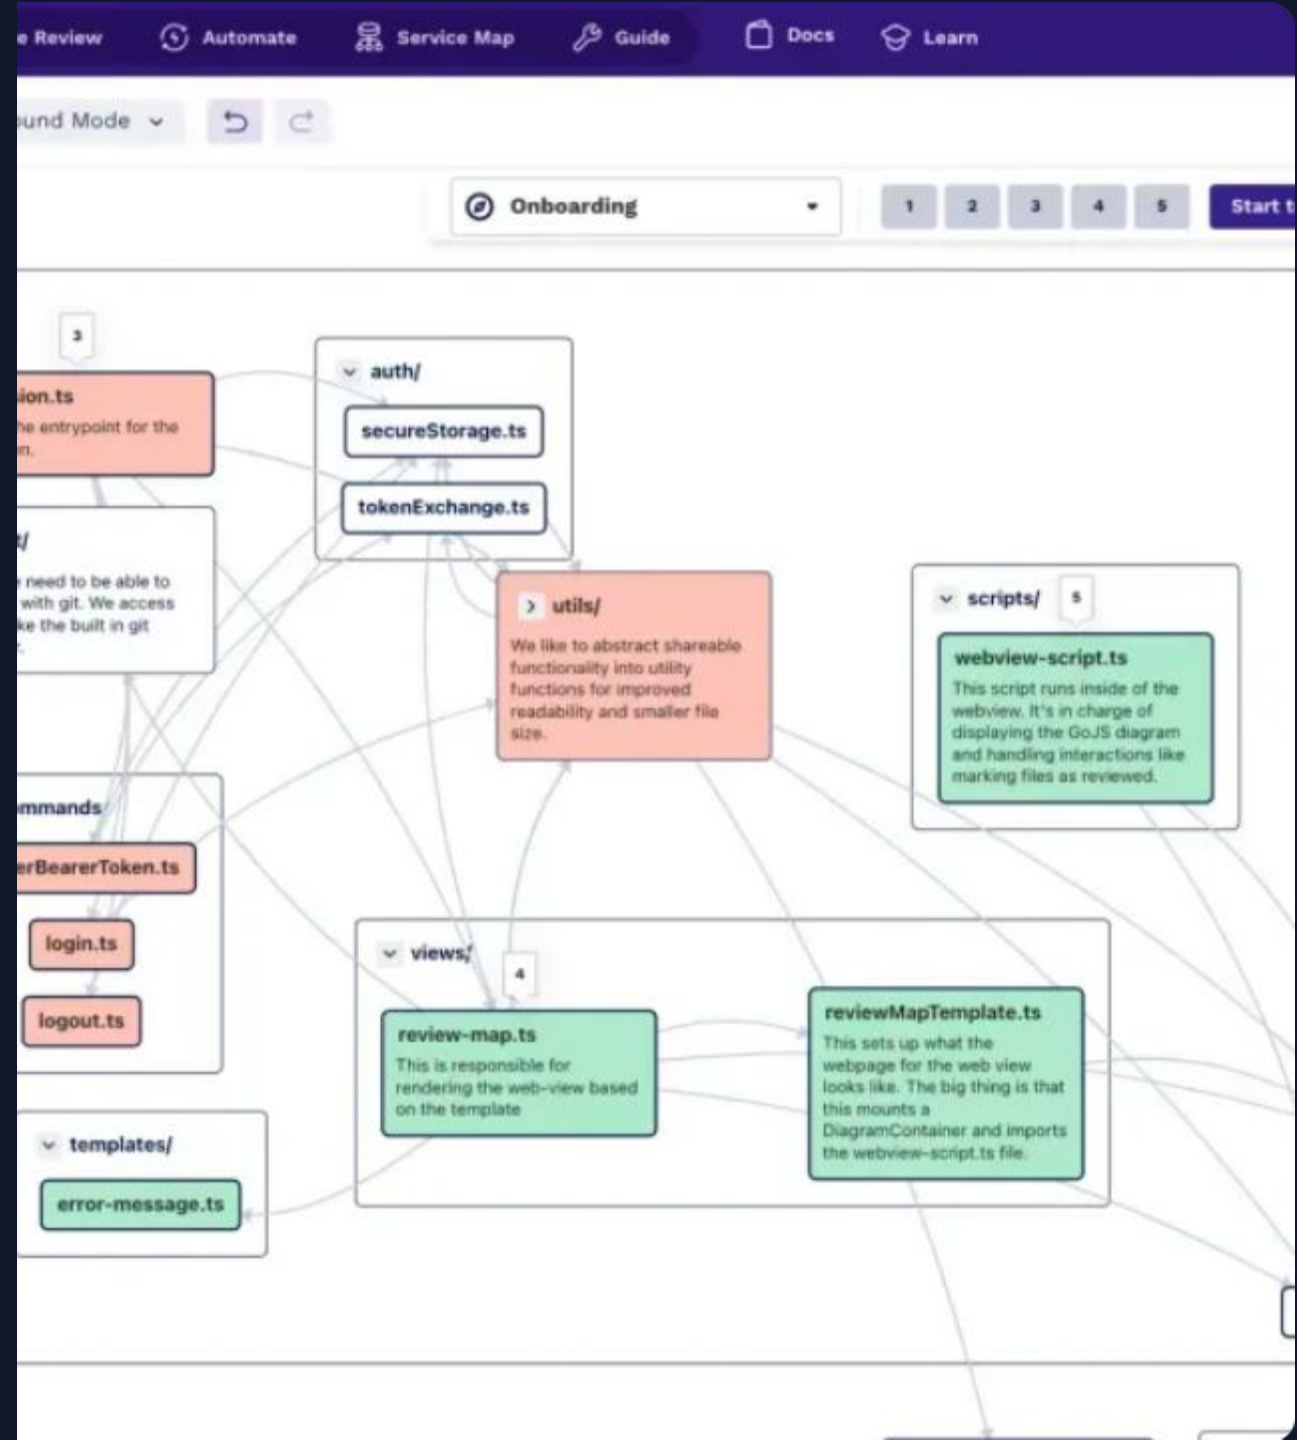 e Review
Automate
Service Map
Guide
Docs
Learn
ound Mode
Onboarding
1
2
3
4
5
Start t
3
sion.ts
he entrypoint for the
n.
auth/
secureStorage.ts
tokenExchange.ts
t/
need to be able to
with git. We access
ke the built in git
utils/
We like to abstract shareable
functionality into utility
functions for improved
readability and smaller file
size.
scripts/
5
webview-script.ts
This script runs inside of the
webview. It's in charge of
displaying the GoJS diagram
and handling interactions like
marking files as reviewed.
ommands
erBearerToken.ts
login.ts
logout.ts
views/
4
review-map.ts
This is responsible for
rendering the web-view based
on the template
reviewMapTemplate.ts
This sets up what the
webpage for the web view
looks like. The big thing is that
this mounts a
DiagramContainer and imports
the webview-script.ts file.
templates/
error-message.ts